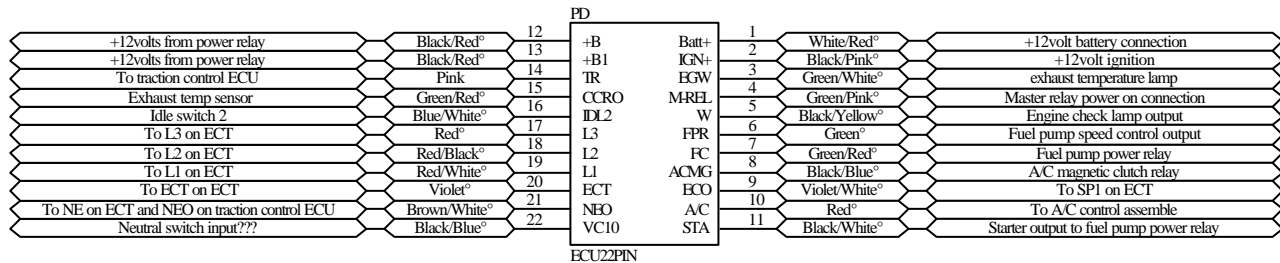 PD
+12volts from power relay Black/Red° 12 +B Batt+ 1 White/Red° +12volt battery connection
+12volts from power relay Black/Red° 13 +B1 IGN+ 2 Black/Pink° +12volt ignition
To traction control ECU Pink 14 TR EGW 3 Green/White° exhaust temperature lamp
Exhaust temp sensor Green/Red° 15 CCRO M-REL 4 Green/Pink° Master relay power on connection
Idle switch 2 Blue/White° 16 IDL2 W 5 Black/Yellow° Engine check lamp output
To L3 on ECT Red° 17 L3 FPR 6 Green° Fuel pump speed control output
To L2 on ECT Red/Black° 18 L2 FC 7 Green/Red° Fuel pump power relay
To L1 on ECT Red/White° 19 L1 ACMG 8 Black/Blue° A/C magnetic clutch relay
To ECT on ECT Violet° 20 ECT ECO 9 Violet/White° To SP1 on ECT
To NE on ECT and NEO on traction control ECU Brown/White° 21 NEO A/C 10 Red° To A/C control assemble
Neutral switch input??? Black/Blue° 22 VC10 STA 11 Black/White° Starter output to fuel pump power relay
ECU22PIN